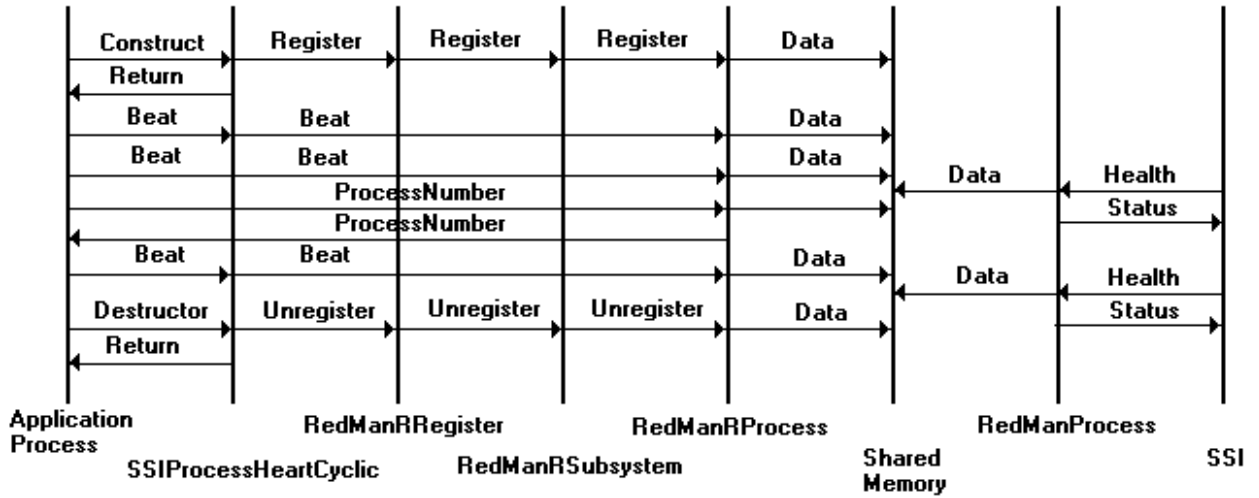 Construct Register Register Register Data
Return
Beat Beat Data
Beat Beat Data
Data Health
ProcessNumber
Status
ProcessNumber
Beat Beat Data
Data Health
Destructor Unregister Unregister Unregister Data
Status
Return
Application
Process
RedManRRegister RedManRProcess RedManProcess
SSIProcessHeartCyclic RedManRSubsystem
Shared
Memory
SSI